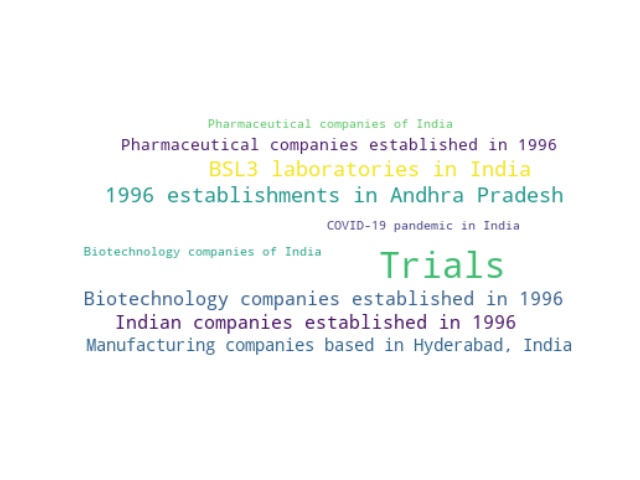 Pharmaceutical companies of India
Pharmaceutical companies established in 1996
BSL3 laboratories in India
1996 establishments in Andhra Pradesh
COVID-19 pandemic in India
Biotechnology companies of India
Trials
Biotechnology companies established in 1996
Indian companies established in 1996
Manufacturing companies based in Hyderabad, India